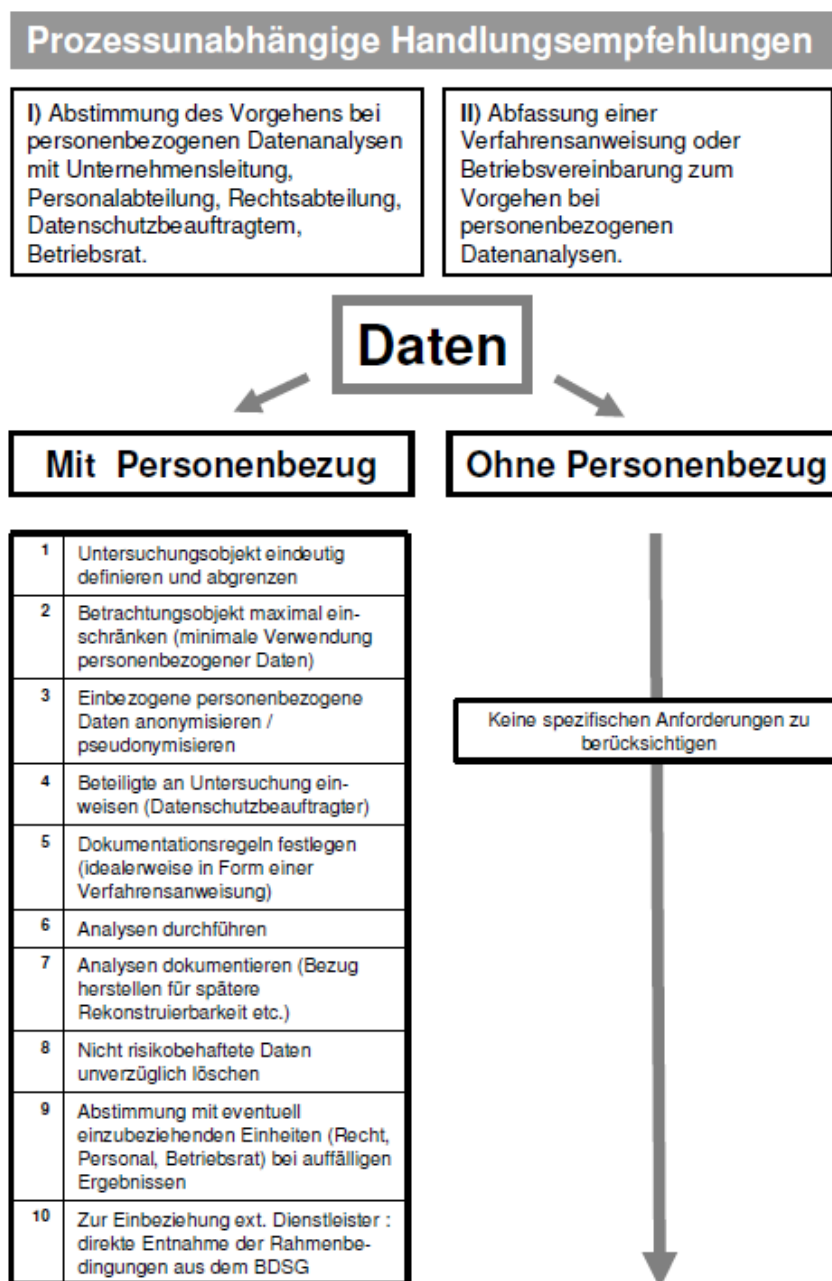 Prozessunabhängige Handlungsempfehlungen
I) Abstimmung des Vorgehens bei
personenbezogenen Datenanalysen
mit Unternehmensleitung,
Personalabteilung, Rechtsabteilung,
Datenschutzbeauftragtem,
Betriebsrat.
II) Abfassung einer
Verfahrensanweisung oder
Betriebsvereinbarung zum
Vorgehen bei
personenbezogenen
Datenanalysen.
Daten
Mit Personenbezug
Ohne Personenbezug
1 Untersuchungsobjekt eindeutig
definieren und abgrenzen
2 Betrachtungsobjekt maximal ein-
schränken (minimale Verwendung
personenbezogener Daten)
3 Einbezogene personenbezogene
Daten anonymisieren /
pseudonymisieren
4 Beteiligte an Untersuchung ein-
weisen (Datenschutzbeauftragter)
5 Dokumentationsregeln festlegen
(idealerweise in Form einer
Verfahrensanweisung)
6 Analysen durchführen
7 Analysen dokumentieren (Bezug
herstellen für spätere
Rekonstruierbarkeit etc.)
8 Nicht risikobehaftete Daten
unverzüglich löschen
9 Abstimmung mit eventuell
einzubeziehenden Einheiten (Recht,
Personal, Betriebsrat) bei auffälligen
Ergebnissen
10 Zur Einbeziehung ext. Dienstleister :
direkte Entnahme der Rahmenbe-
dingungen aus dem BDSG
Keine spezifischen Anforderungen zu
berücksichtigen